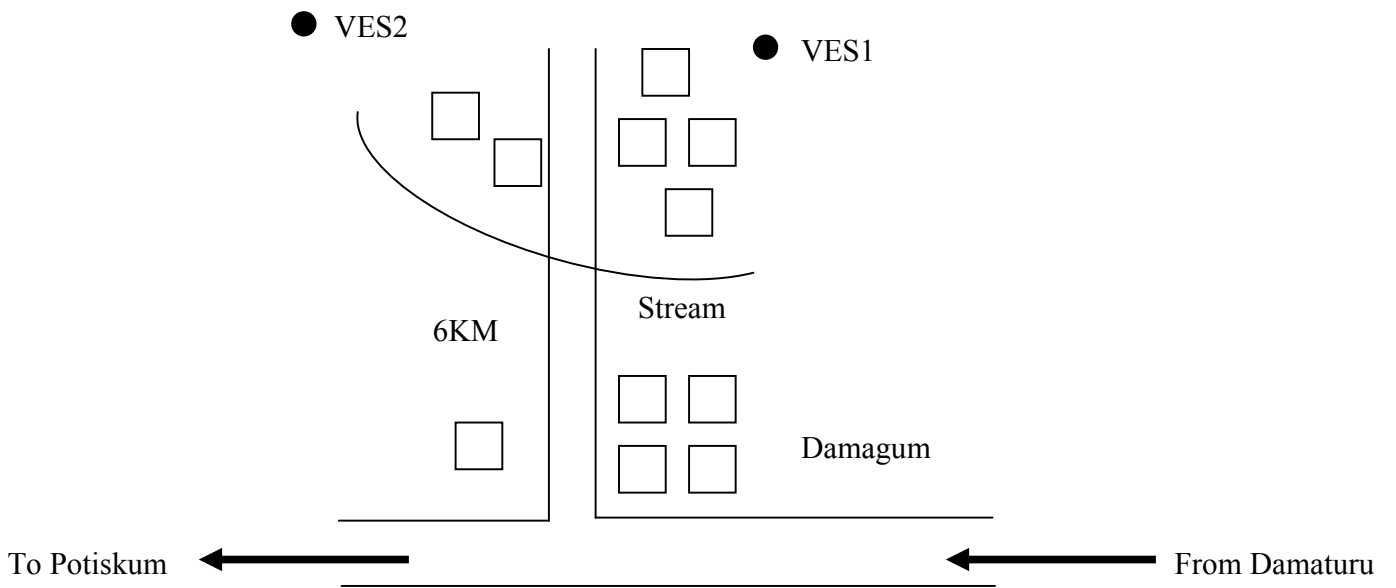 VES2
VES1
Stream
6KM
Damagum
To Potiskum
From Damaturu